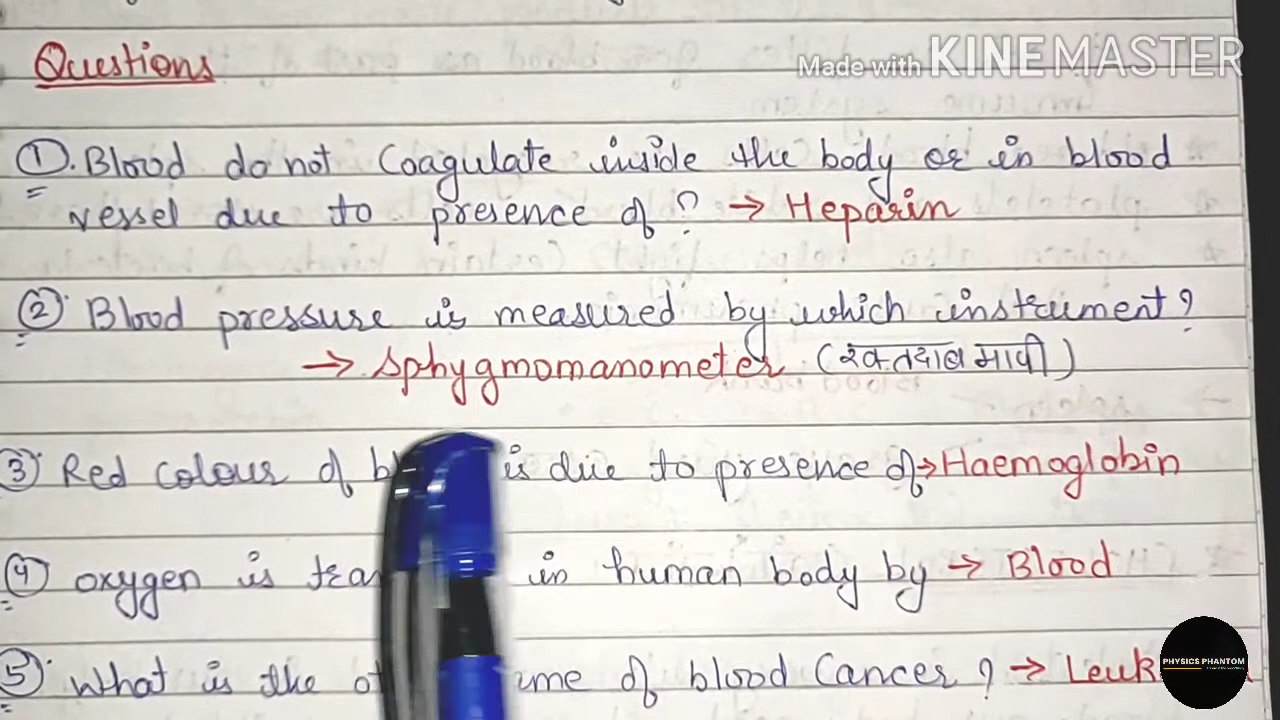 Made with KINEMASTER
Questions
①. Blood do not Coagulate inside the body or in blood
vessel due to presence of ? → Heparin
②. Blood pressure is measured by which instrument?
→ Sphygmomanometer (रक्तदाब मापी)
③. Red Colour of is due to presence of → Haemoglobin
④ oxygen is in human body by → Blood
⑤. What is the of blood Cancer ? →
PHYSICS PHANTOM